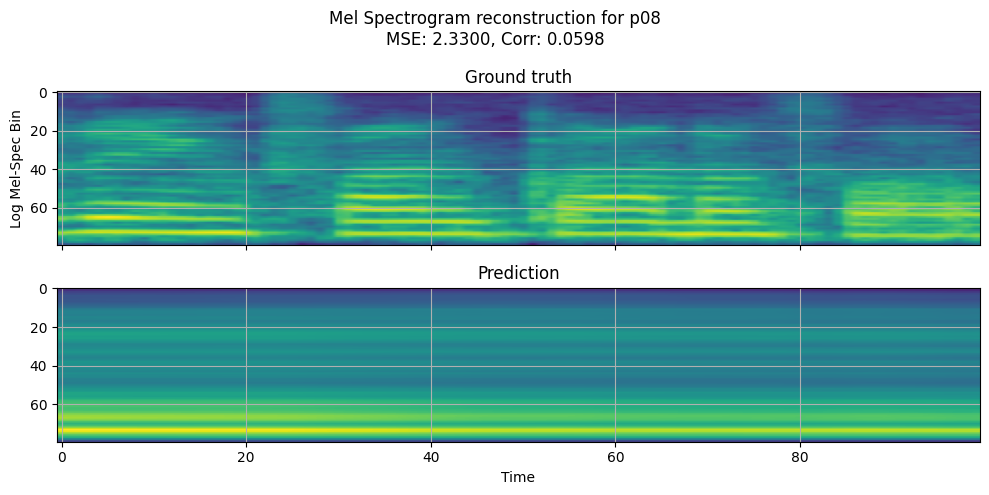 Mel Spectrogram reconstruction for p08
MSE: 2.3300, Corr: 0.0598
Ground truth
0
20
40
60
Log Mel-Spec Bin
Prediction
0
20
40
60
0 20 40 60 80
Time